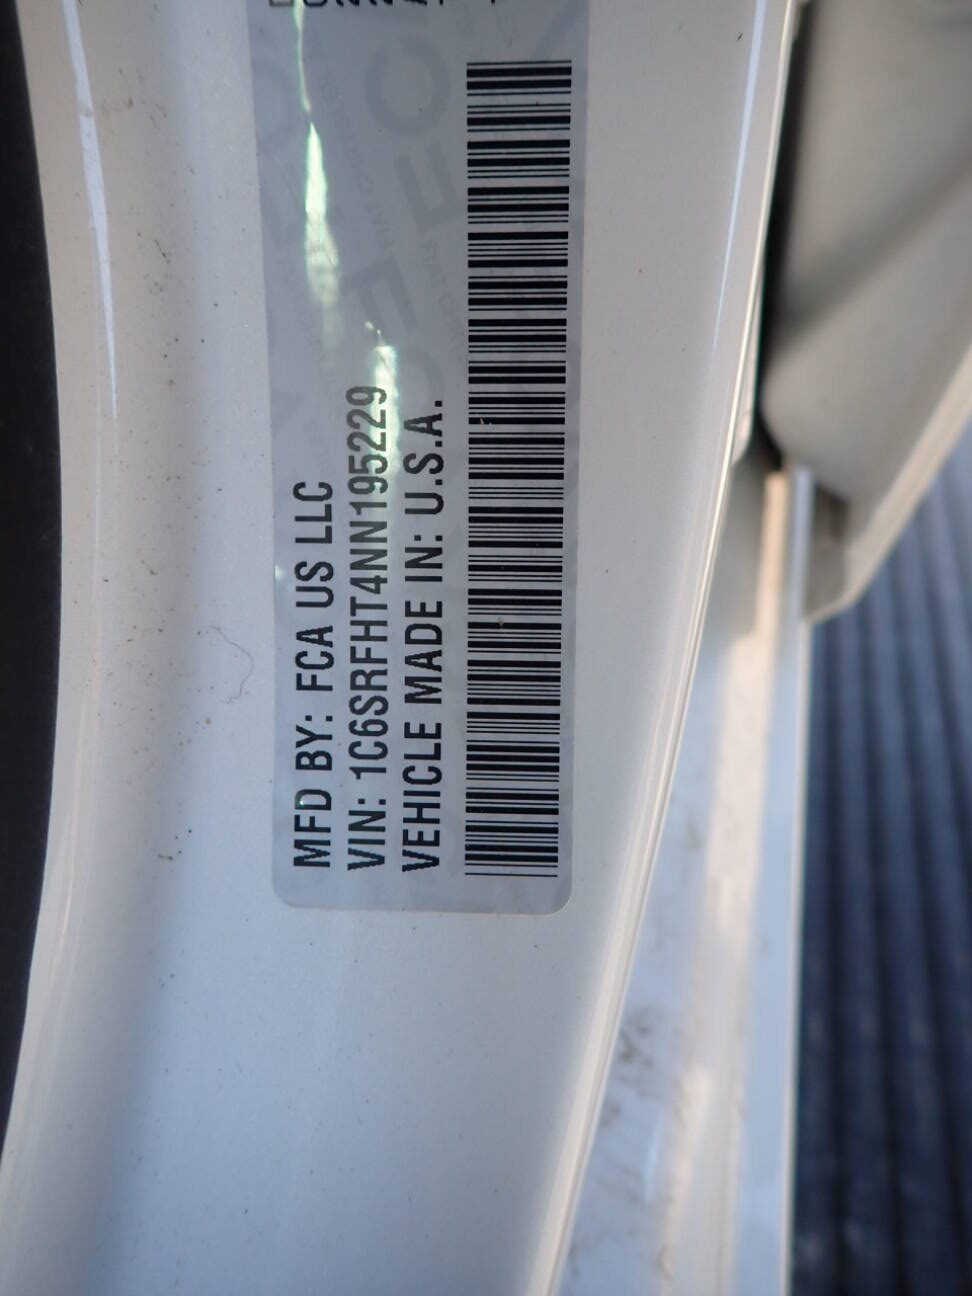 MFD BY: FCA US LLC
VIN: 1C6SRFHT4NN195229
VEHICLE MADE IN: U.S.A.